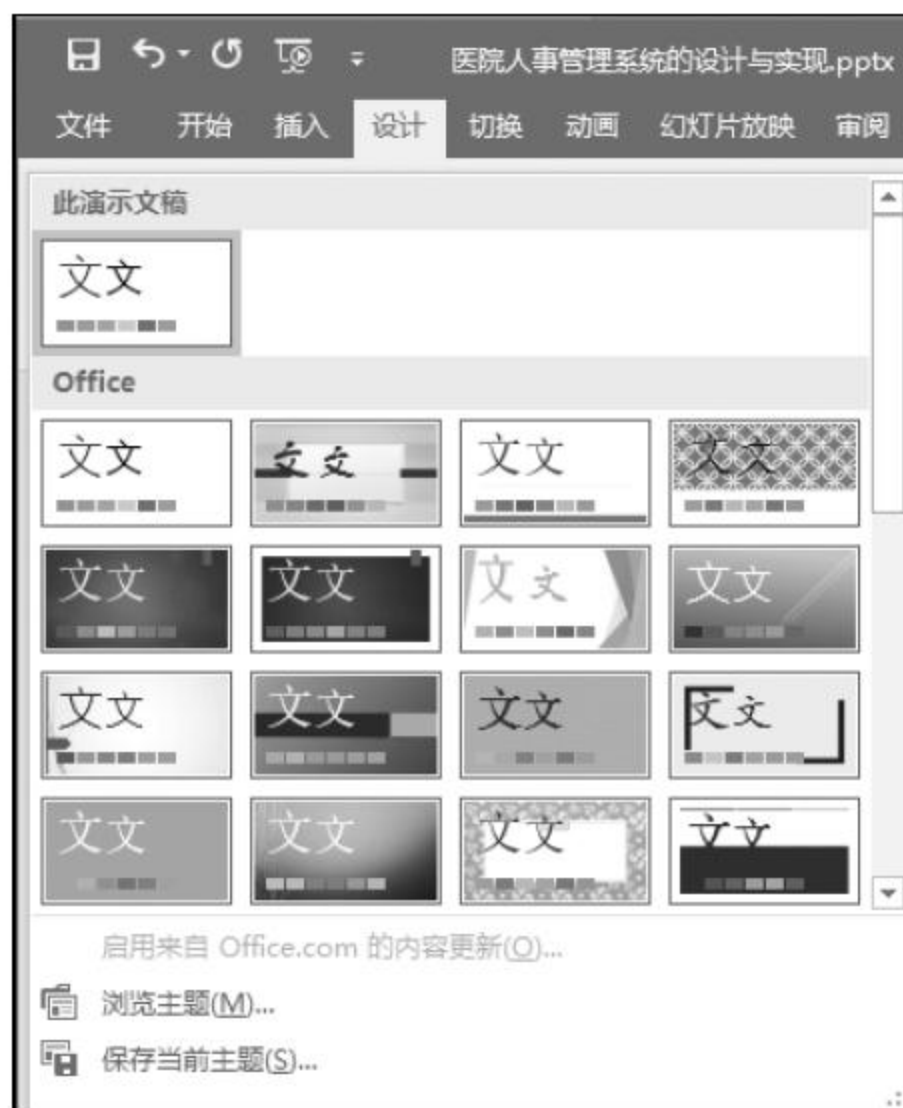 医院人事管理系统的设计与实现.pptx
文件 开始 插入 设计 切换 动画 幻灯片放映 审阅
此演示文稿
文文
Office
文文 文文 文文 文文
文文 文文 文文 文文
文文 文文 文文 文文
文文 文文 文文 文文
启用来自 Office.com 的内容更新(O)...
浏览主题(M)...
保存当前主题(S)...